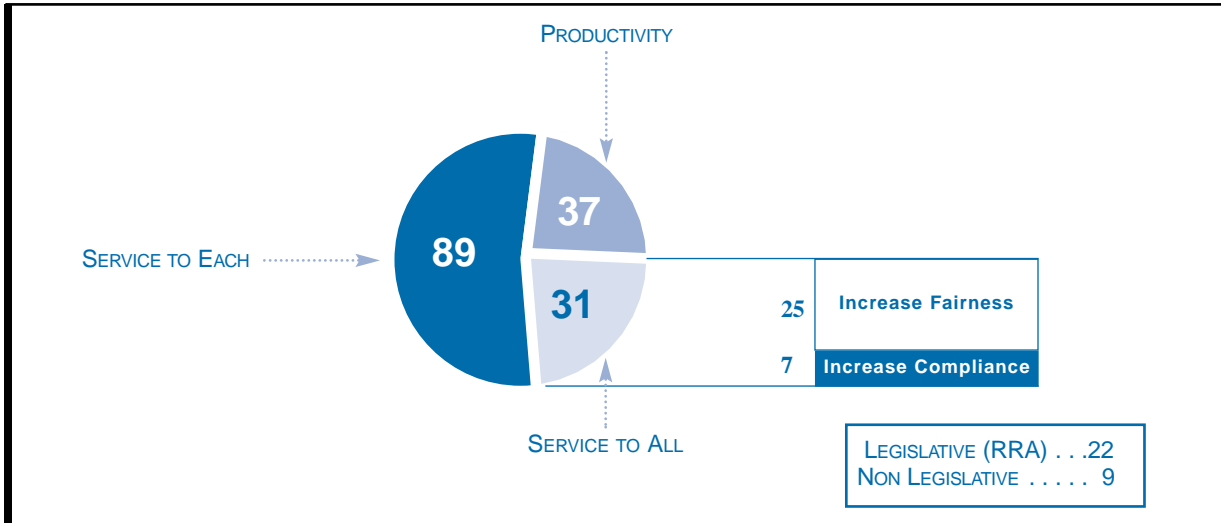 PRODUCTIVITY
37
89
SERVICE TO EACH
31
25
Increase Fairness
7
Increase Compliance
SERVICE TO ALL
LEGISLATIVE (RRA) . . .22
NON LEGISLATIVE . . . . . 9